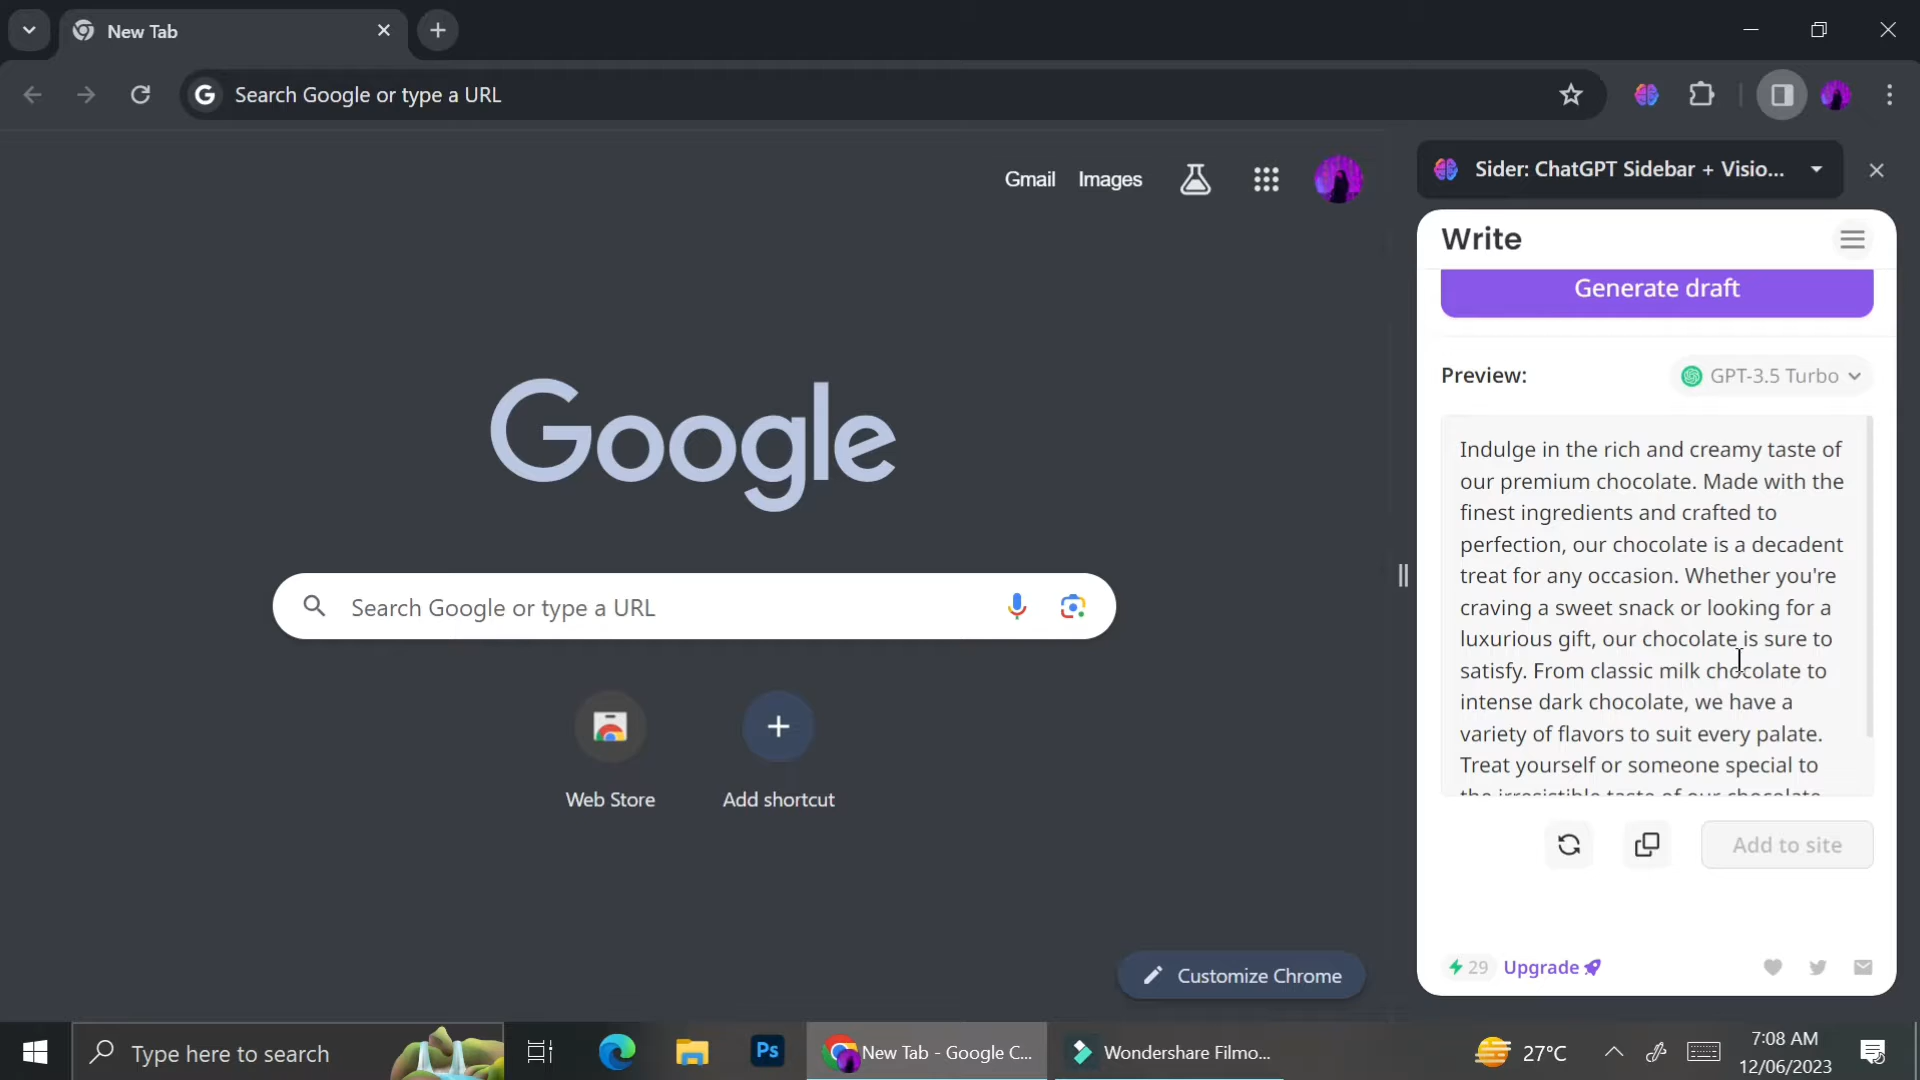 New Tab
Search Google or type a URL
Gmail Images
Sider: ChatGPT Sidebar + Visio...
Write
Generate draft
Preview:
GPT-3.5 Turbo
Indulge in the rich and creamy taste of
our premium chocolate. Made with the
finest ingredients and crafted to
perfection, our chocolate is a decadent
treat for any occasion. Whether you're
craving a sweet snack or looking for a
luxurious gift, our chocolate is sure to
satisfy. From classic milk chocolate to
intense dark chocolate, we have a
variety of flavors to suit every palate.
Treat yourself or someone special to
the irresistible taste of our chocolate
Add to site
29 Upgrade
Google
Search Google or type a URL
Web Store
Add shortcut
Customize Chrome
Type here to search
Ps
New Tab - Google C...
Wondershare Filmo...
27°C
7:08 AM
12/06/2023